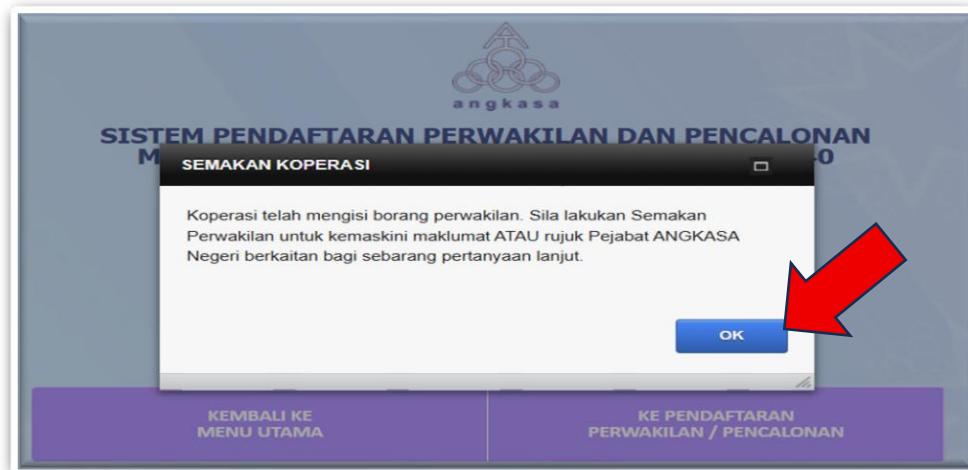 angkasa
SISTEM PENDAFTARAN PERWAKILAN DAN PENCALONAN
M
0
SEMAKAN KOPERASI
Koperasi telah mengisi borang perwakilan. Sila lakukan Semakan
Perwakilan untuk kemaskini maklumat ATAU rujuk Pejabat ANGKASA
Negeri berkaitan bagi sebarang pertanyaan lanjut.
OK
KEMBALI KE
MENU UTAMA
KE PENDAFTARAN
PERWAKILAN / PENCALONAN